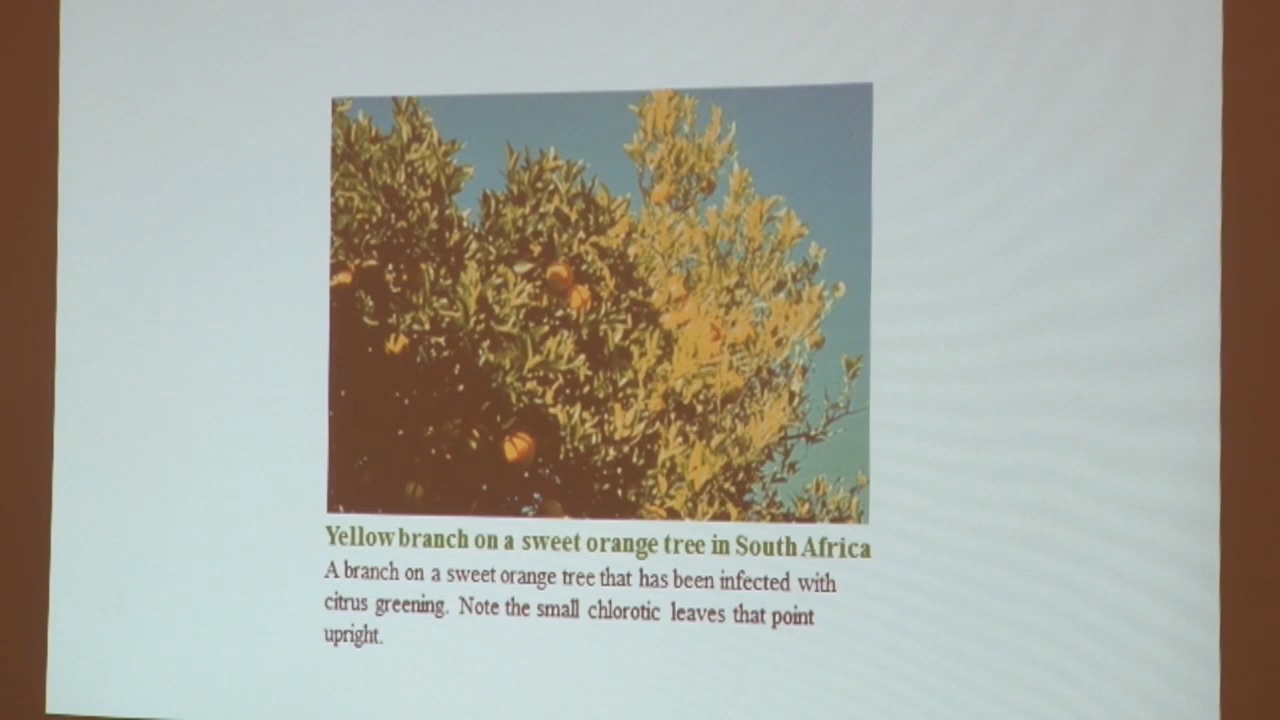 Yellow branch on a sweet orange tree in South Africa
A branch on a sweet orange tree that has been infected with
citrus greening. Note the small chlorotic leaves that point
upright.